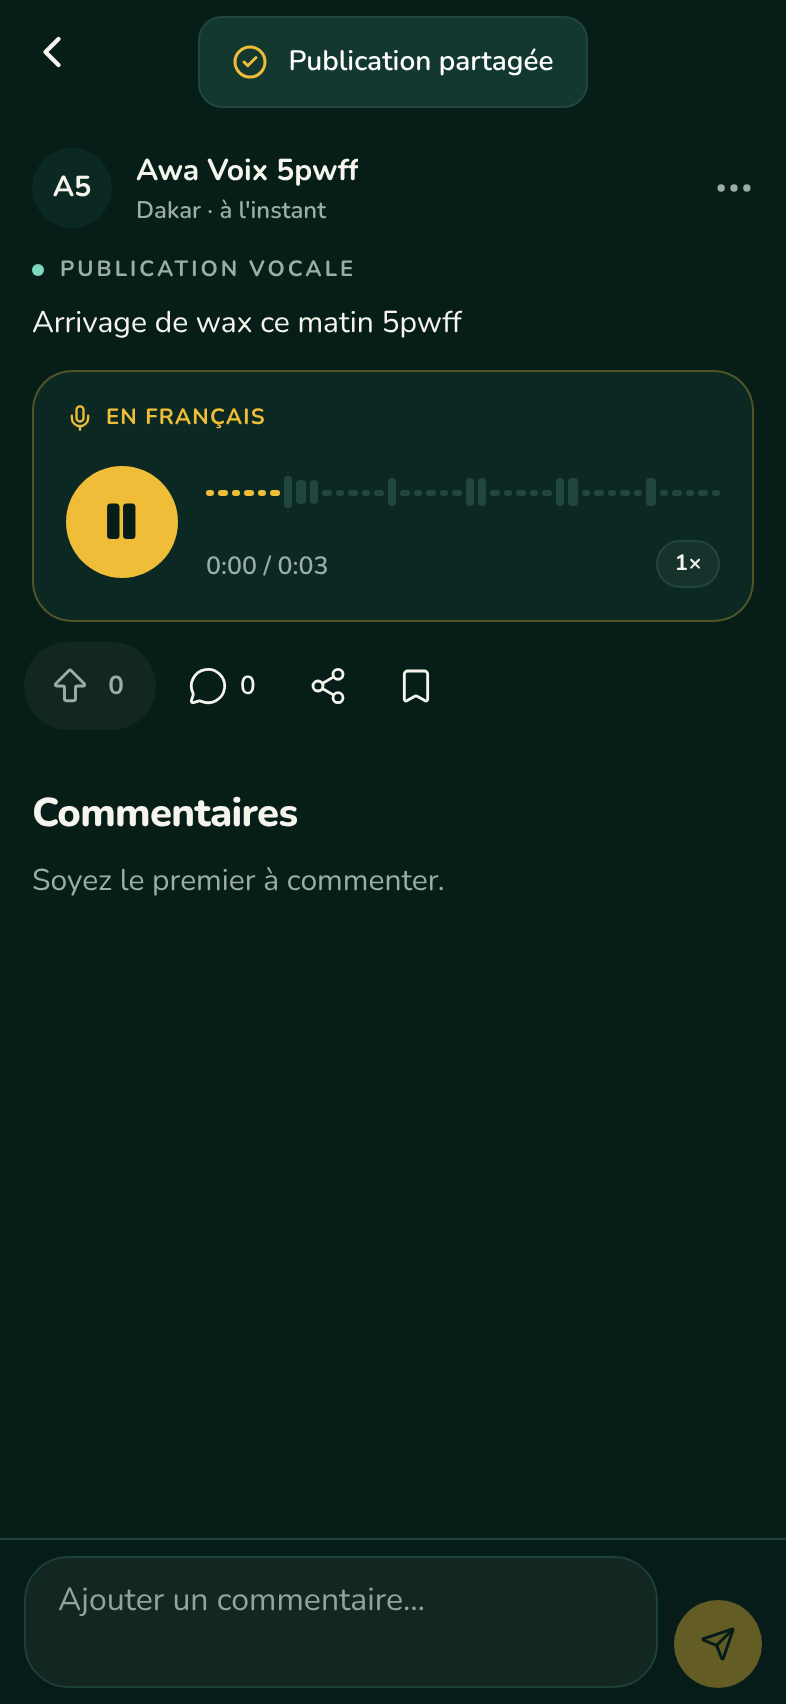 Publication partagée
A5
Awa Voix 5pwff
Dakar · à l'instant
PUBLICATION VOCALE
Arrivage de wax ce matin 5pwff
EN FRANÇAIS
0:00 / 0:03
1×
0
0
Commentaires
Soyez le premier à commenter.
Ajouter un commentaire...